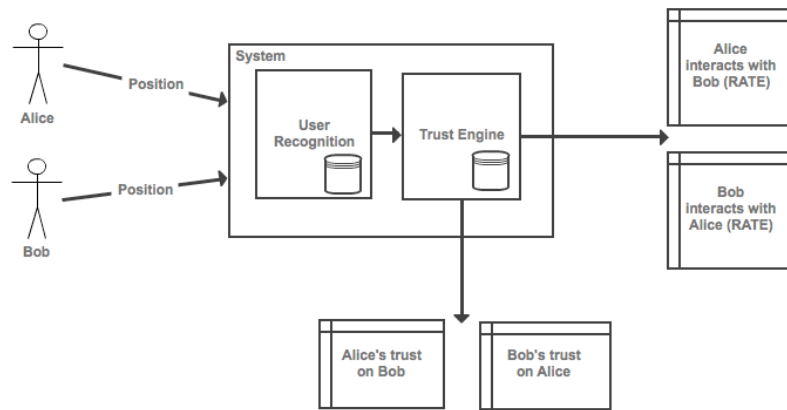 System
Alice
interacts with
Bob (RATE)
Position
Alice
User
Recognition
Trust Engine
Position
Bob
Bob
interacts with
Alice (RATE)
Alice's trust
on Bob
Bob's trust
on Alice